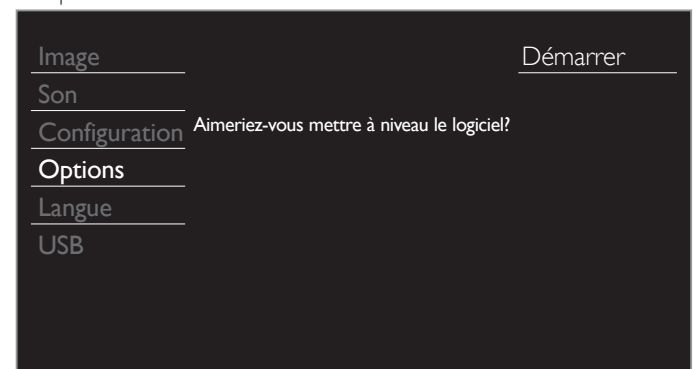 Image
Démarrer
Son
Configuration
Aimeriez-vous mettre à niveau le logiciel?
Options
Langue
USB